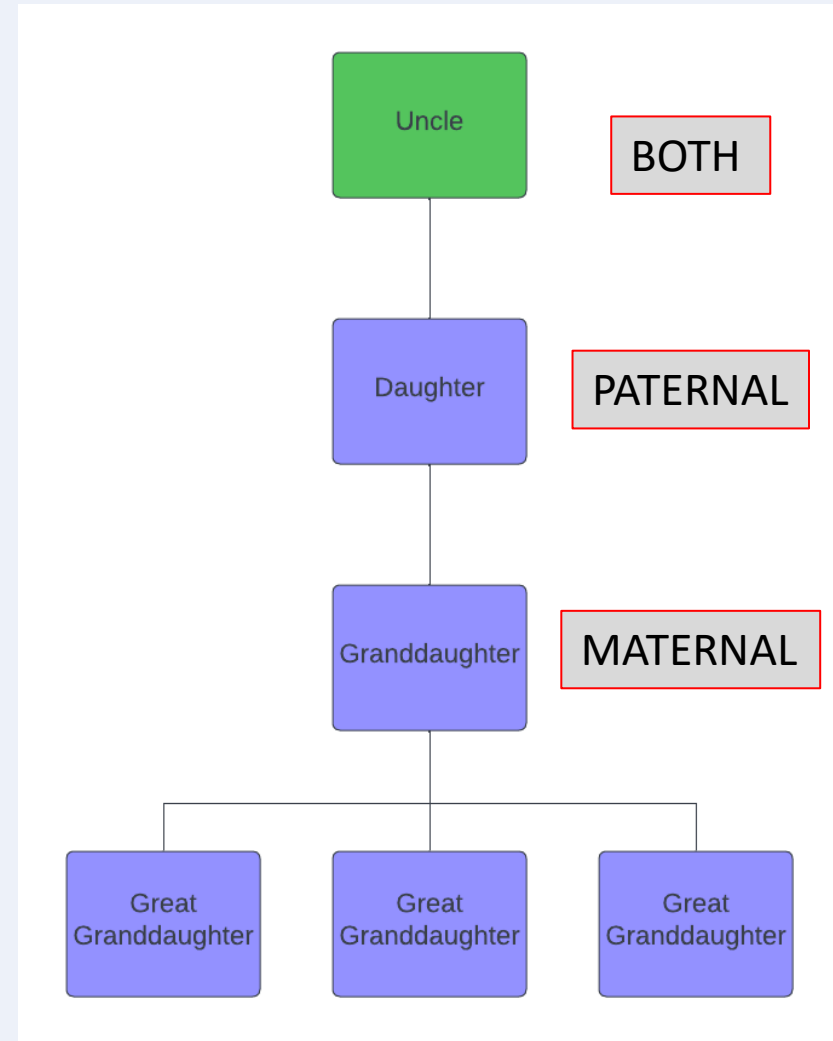 Uncle
BOTH
Daughter
PATERNAL
Granddaughter
MATERNAL
Great
Granddaughter
Great
Granddaughter
Great
Granddaughter